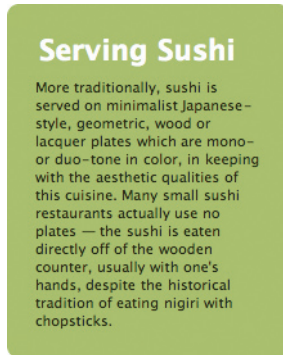 Serving Sushi
More traditionally, sushi is
served on minimalist Japanese-
style, geometric, wood or
lacquer plates which are mono-
or duo-tone in color, in keeping
with the aesthetic qualities of
this cuisine. Many small sushi
restaurants actually use no
plates — the sushi is eaten
directly off of the wooden
counter, usually with one's
hands, despite the historical
tradition of eating nigiri with
chopsticks.